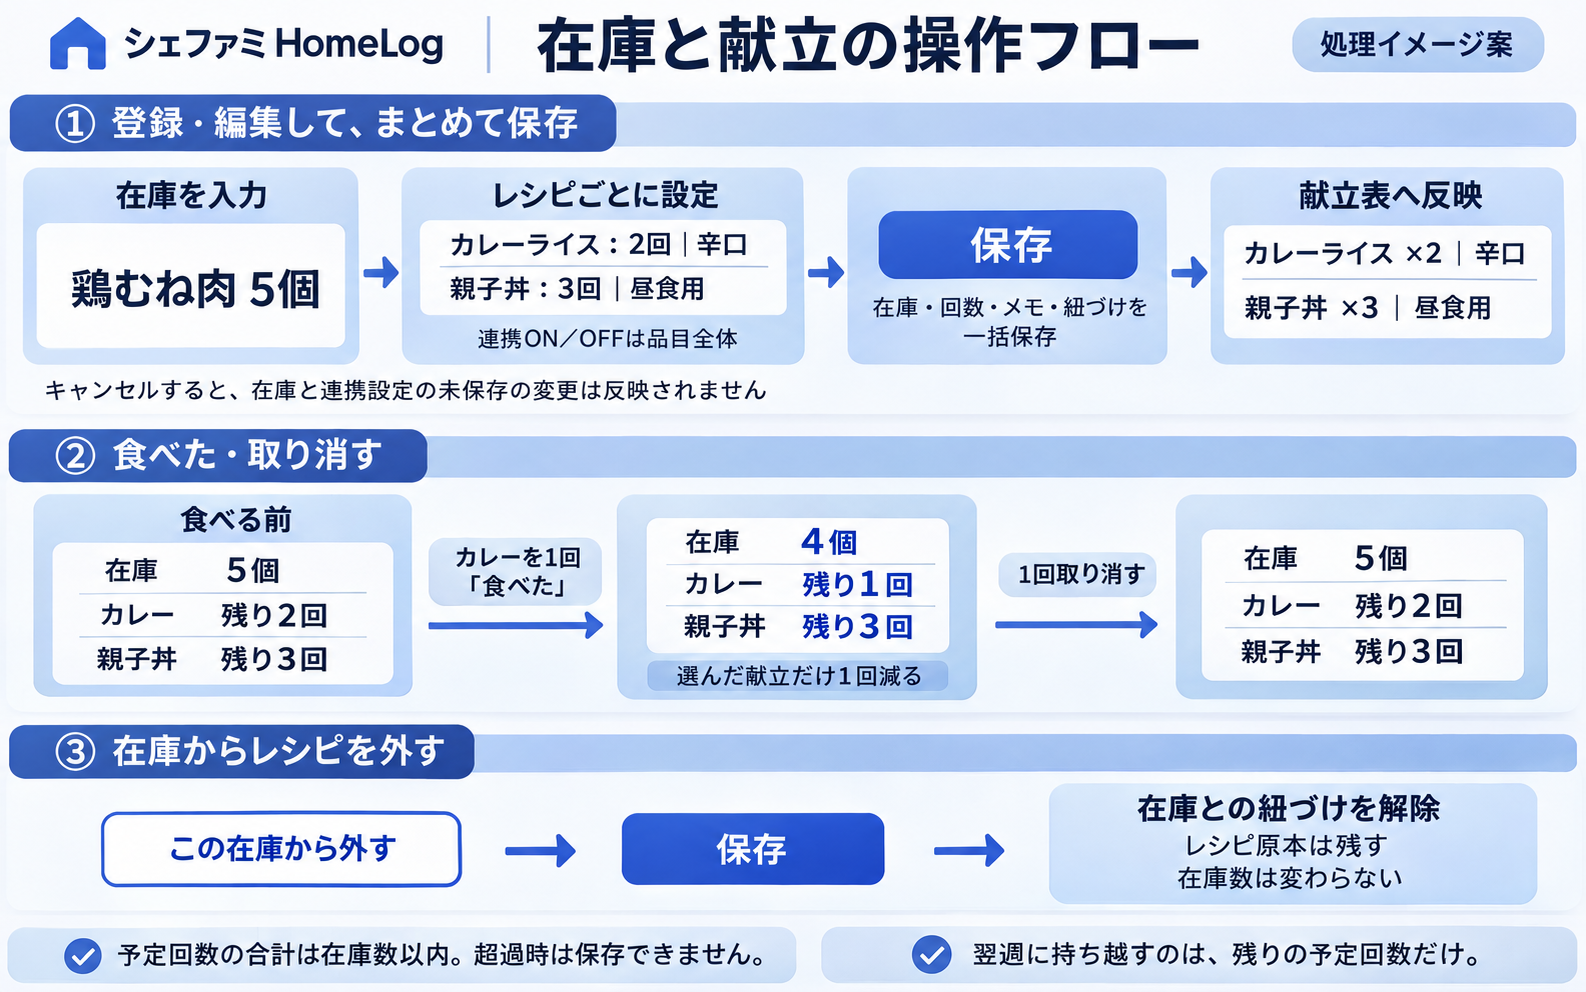 シェファミ HomeLog
在庫と献立の操作フロー
処理イメージ案
① 登録・編集して、まとめて保存
在庫を入力
鶏むね肉 5個
レシピごとに設定
カレーライス：2回｜辛口
親子丼：3回｜昼食用
連携ON／OFFは品目全体
保存
在庫・回数・メモ・紐づけを
一括保存
献立表へ反映
カレーライス ×2｜辛口
親子丼 ×3｜昼食用
キャンセルすると、在庫と連携設定の未保存の変更は反映されません
② 食べた・取り消す
食べる前
在庫 5個
カレー 残り2回
親子丼 残り3回
カレーを1回
「食べた」
在庫 4個
カレー 残り1回
親子丼 残り3回
選んだ献立だけ1回減る
1回取り消す
在庫 5個
カレー 残り2回
親子丼 残り3回
③ 在庫からレシピを外す
この在庫から外す
保存
在庫との紐づけを解除
レシピ原本は残す
在庫数は変わらない
予定回数の合計は在庫数以内。超過時は保存できません。
翌週に持ち越すのは、残りの予定回数だけ。